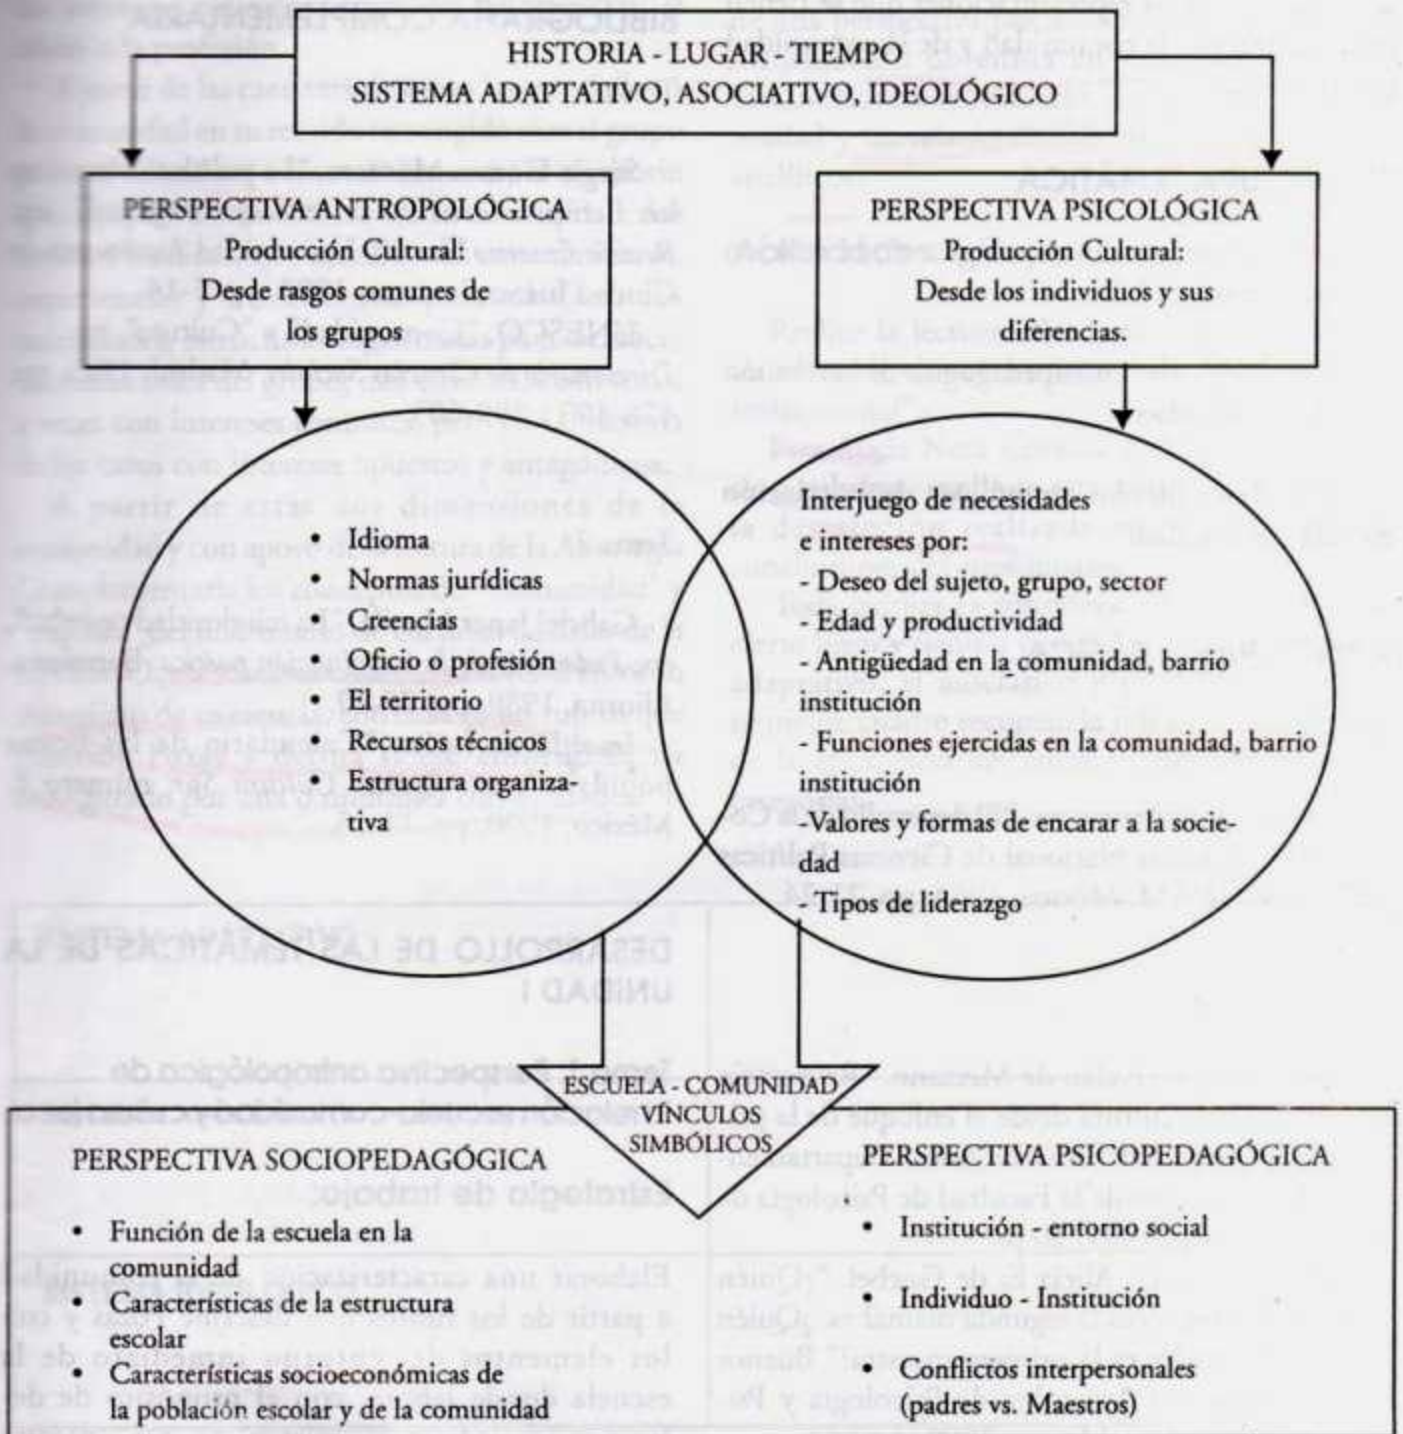 HISTORIA - LUGAR - TIEMPO
SISTEMA ADAPTATIVO, ASOCIATIVO, IDEOLÓGICO
PERSPECTIVA ANTROPOLÓGICA
Producción Cultural:
Desde rasgos comunes de
los grupos
PERSPECTIVA PSICOLÓGICA
Producción Cultural:
Desde los individuos y sus
diferencias.
• Idioma
• Normas jurídicas
• Creencias
• Oficio o profesión
• El territorio
• Recursos técnicos
• Estructura organiza-
tiva
Interjuego de necesidades
e intereses por:
- Deseo del sujeto, grupo, sector
- Edad y productividad
- Antigüedad en la comunidad, barrio
institución
- Funciones ejercidas en la comunidad, barrio
institución
-Valores y formas de encarar a la socie-
dad
- Tipos de liderazgo
ESCUELA - COMUNIDAD
VÍNCULOS
SIMBÓLICOS
PERSPECTIVA SOCIOPEDAGÓGICA
• Función de la escuela en la
comunidad
• Características de la estructura
escolar
• Características socioeconómicas de
la población escolar y de la comunidad
PERSPECTIVA PSICOPEDAGÓGICA
• Institución - entorno social
• Individuo - Institución
• Conflictos interpersonales
(padres vs. Maestros)